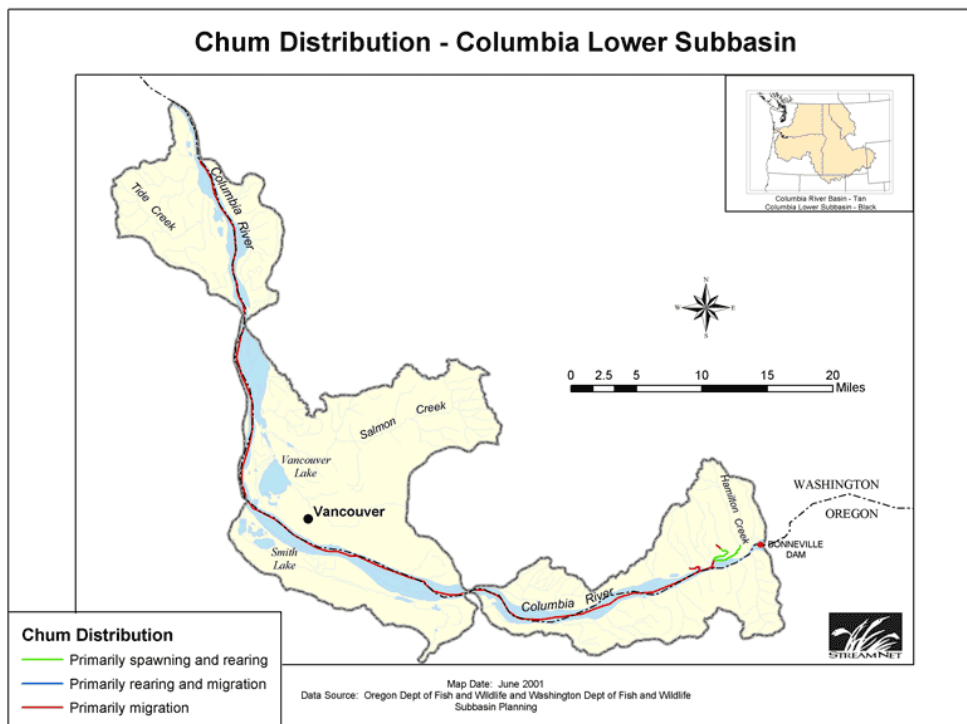 Chum Distribution - Columbia Lower Subbasin
Columbia River Basin - Tan
Columbia Lower Subbasin - Black
Tide Creek
Columbia River
N
W
E
S
0 2.5 5 10 15 20
Miles
Salmon Creek
Vancouver
Lake
Vancouver
Smith
Lake
Hamilton Creek
WASHINGTON
OREGON
BONNEVILLE
DAM
Columbia River
STREAMNET
Chum Distribution
Primarily spawning and rearing
Primarily rearing and migration
Primarily migration
Map Date: June 2001
Data Source: Oregon Dept of Fish and Wildlife and Washington Dept of Fish and Wildlife
Subbasin Planning